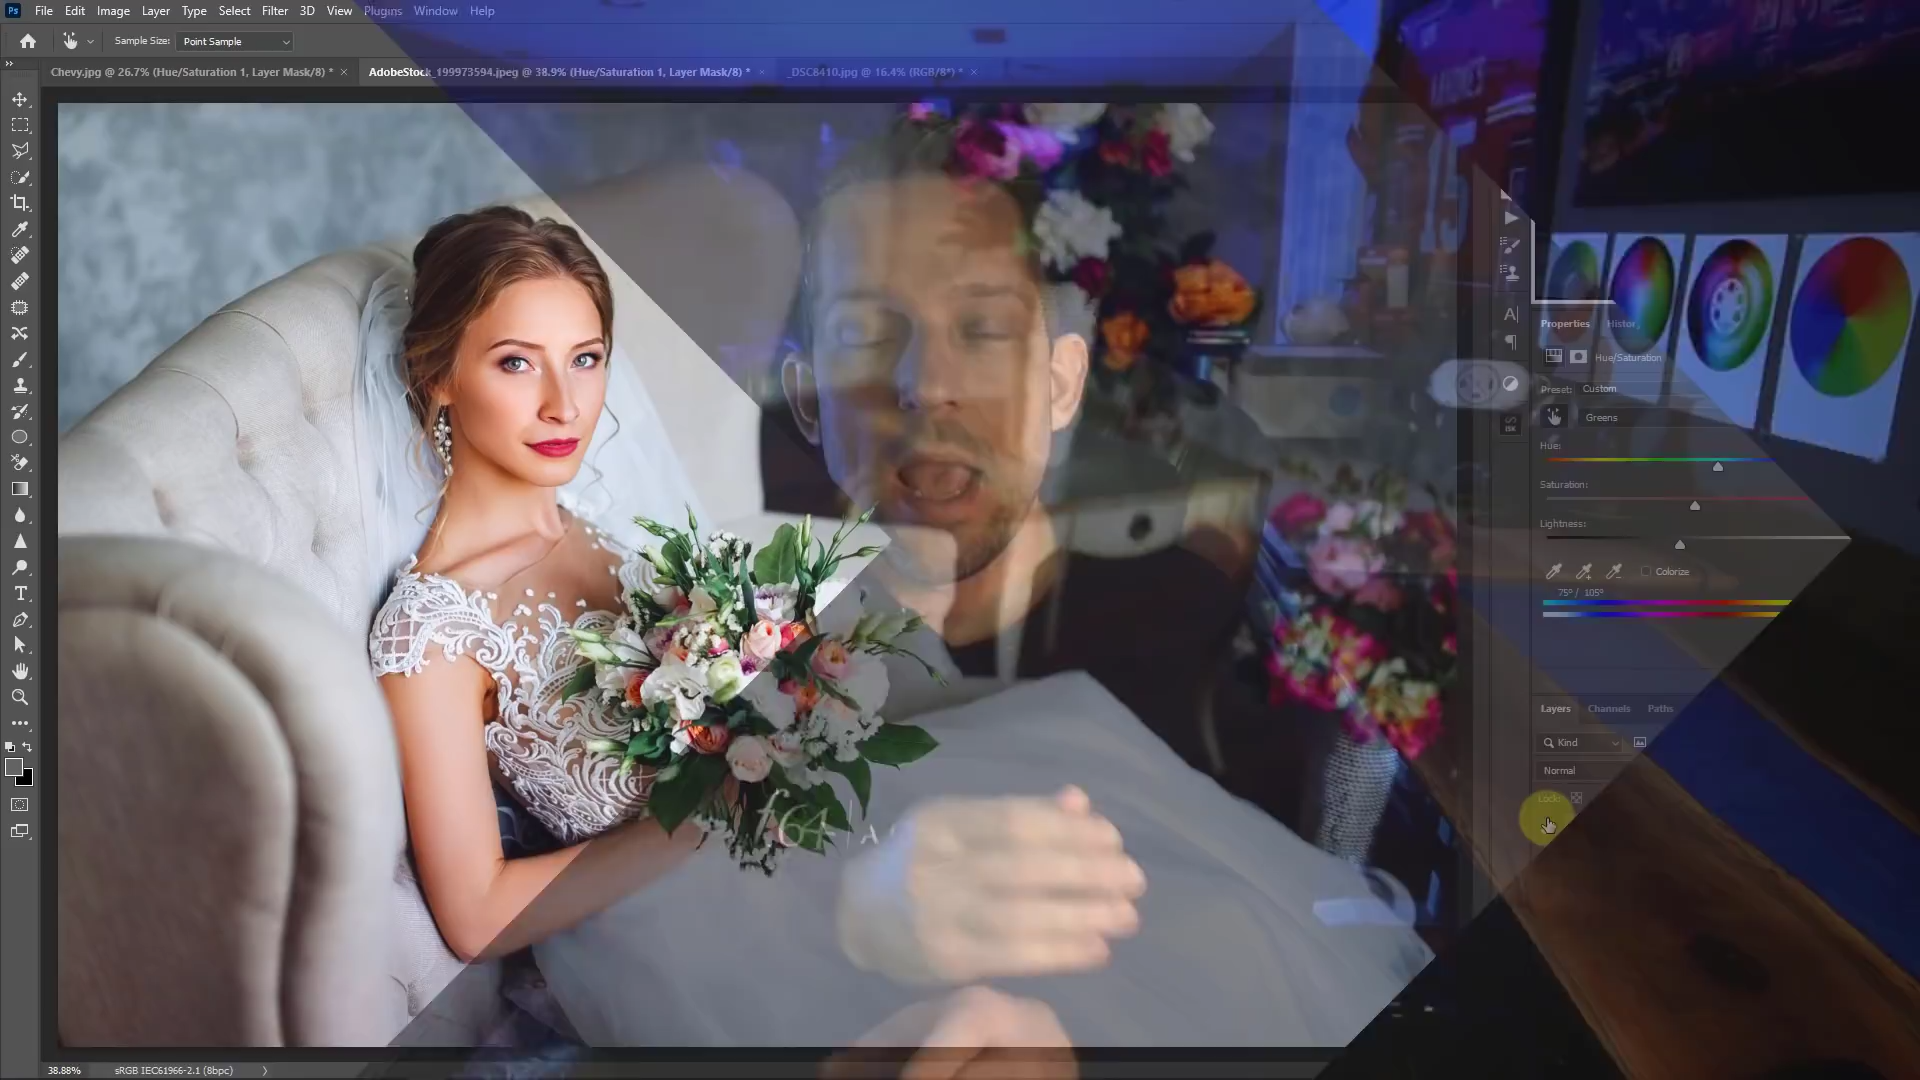 Ps File Edit Image Layer Type Select Filter 3D View Plugins Window Help
Sample Size: Point Sample
Chevy.jpg @ 26.7% (Hue/Saturation 1, Layer Mask/8) * × AdobeStock_199973594.jpeg @ 38.9% (Hue/Saturation 1, Layer Mask/8) * × _DSC8410.jpg @ 16.4% (RGB/8*) * ×
Properties
Hue/Saturation
Preset: Custom
Greens
Hue:
Saturation:
Lightness:
Colorize
75° / 105°
Layers Channels Paths
Kind
Normal
Lock:
38.88% sRGB IEC61966-2.1 (8bpc)